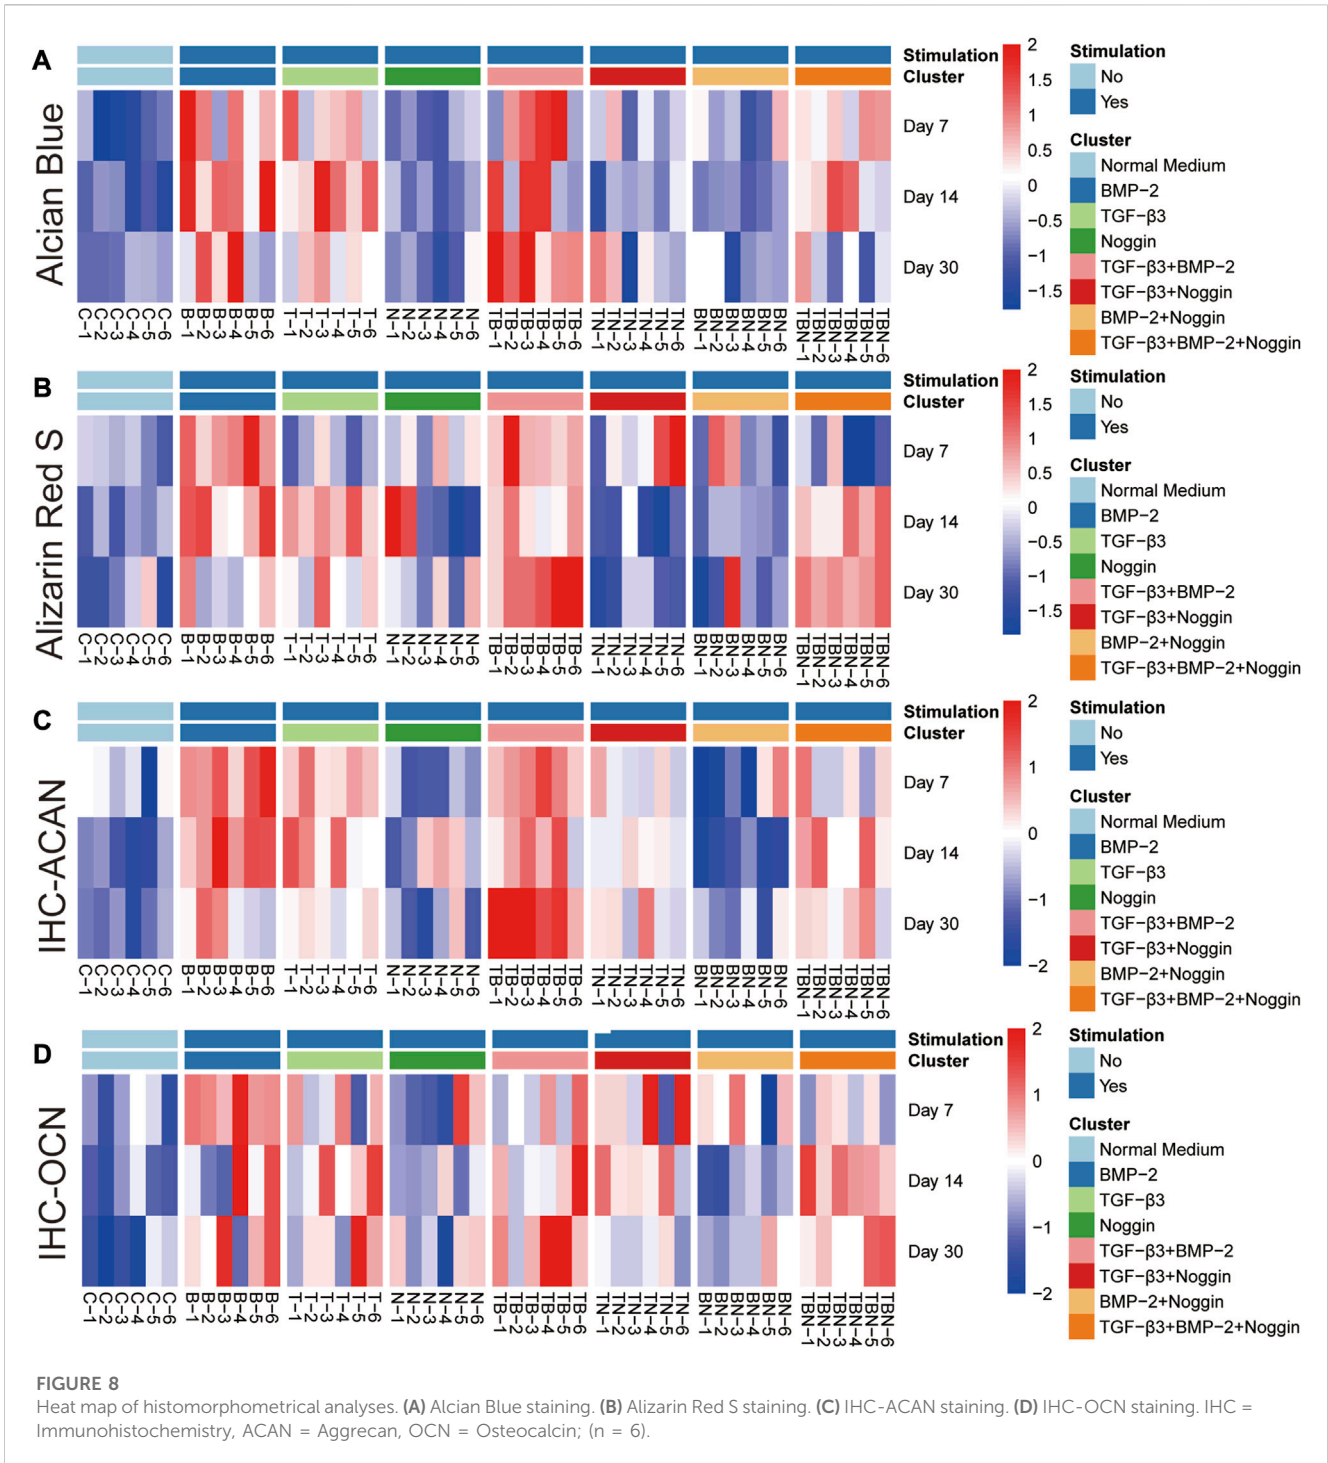 A
Alcian Blue
Stimulation
Cluster
Day 7
Day 14
Day 30
C−1 C−2 C−3 C−4 C−5 C−6 B−1 B−2 B−3 B−4 B−5 B−6 T−1 T−2 T−3 T−4 T−5 T−6 N−1 N−2 N−3 N−4 N−5 N−6 TB−1 TB−2 TB−3 TB−4 TB−5 TB−6 TN−1 TN−2 TN−3 TN−4 TN−5 TN−6 BN−1 BN−2 BN−3 BN−4 BN−5 BN−6 TBN−1 TBN−2 TBN−3 TBN−4 TBN−5 TBN−6
2
1.5
1
0.5
0
−0.5
−1
−1.5
Stimulation
No
Yes
Cluster
Normal Medium
BMP−2
TGF−β3
Noggin
TGF−β3+BMP−2
TGF−β3+Noggin
BMP−2+Noggin
TGF−β3+BMP−2+Noggin
B
Alizarin Red S
Stimulation
Cluster
Day 7
Day 14
Day 30
C−1 C−2 C−3 C−4 C−5 C−6 B−1 B−2 B−3 B−4 B−5 B−6 T−1 T−2 T−3 T−4 T−5 T−6 N−1 N−2 N−3 N−4 N−5 N−6 TB−1 TB−2 TB−3 TB−4 TB−5 TB−6 TN−1 TN−2 TN−3 TN−4 TN−5 TN−6 BN−1 BN−2 BN−3 BN−4 BN−5 BN−6 TBN−1 TBN−2 TBN−3 TBN−4 TBN−5 TBN−6
2
1.5
1
0.5
0
−0.5
−1
−1.5
Stimulation
No
Yes
Cluster
Normal Medium
BMP−2
TGF−β3
Noggin
TGF−β3+BMP−2
TGF−β3+Noggin
BMP−2+Noggin
TGF−β3+BMP−2+Noggin
C
IHC-ACAN
Stimulation
Cluster
Day 7
Day 14
Day 30
C−1 C−2 C−3 C−4 C−5 C−6 B−1 B−2 B−3 B−4 B−5 B−6 T−1 T−2 T−3 T−4 T−5 T−6 N−1 N−2 N−3 N−4 N−5 N−6 TB−1 TB−2 TB−3 TB−4 TB−5 TB−6 TN−1 TN−2 TN−3 TN−4 TN−5 TN−6 BN−1 BN−2 BN−3 BN−4 BN−5 BN−6 TBN−1 TBN−2 TBN−3 TBN−4 TBN−5 TBN−6
2
1
0
−1
−2
Stimulation
No
Yes
Cluster
Normal Medium
BMP−2
TGF−β3
Noggin
TGF−β3+BMP−2
TGF−β3+Noggin
BMP−2+Noggin
TGF−β3+BMP−2+Noggin
D
IHC-OCN
Stimulation
Cluster
Day 7
Day 14
Day 30
C−1 C−2 C−3 C−4 C−5 C−6 B−1 B−2 B−3 B−4 B−5 B−6 T−1 T−2 T−3 T−4 T−5 T−6 N−1 N−2 N−3 N−4 N−5 N−6 TB−1 TB−2 TB−3 TB−4 TB−5 TB−6 TN−1 TN−2 TN−3 TN−4 TN−5 TN−6 BN−1 BN−2 BN−3 BN−4 BN−5 BN−6 TBN−1 TBN−2 TBN−3 TBN−4 TBN−5 TBN−6
2
1
0
−1
−2
Stimulation
No
Yes
Cluster
Normal Medium
BMP−2
TGF−β3
Noggin
TGF−β3+BMP−2
TGF−β3+Noggin
BMP−2+Noggin
TGF−β3+BMP−2+Noggin
FIGURE 8
Heat map of histomorphometrical analyses. (A) Alcian Blue staining. (B) Alizarin Red S staining. (C) IHC-ACAN staining. (D) IHC-OCN staining. IHC =
Immunohistochemistry, ACAN = Aggrecan, OCN = Osteocalcin; (n = 6).